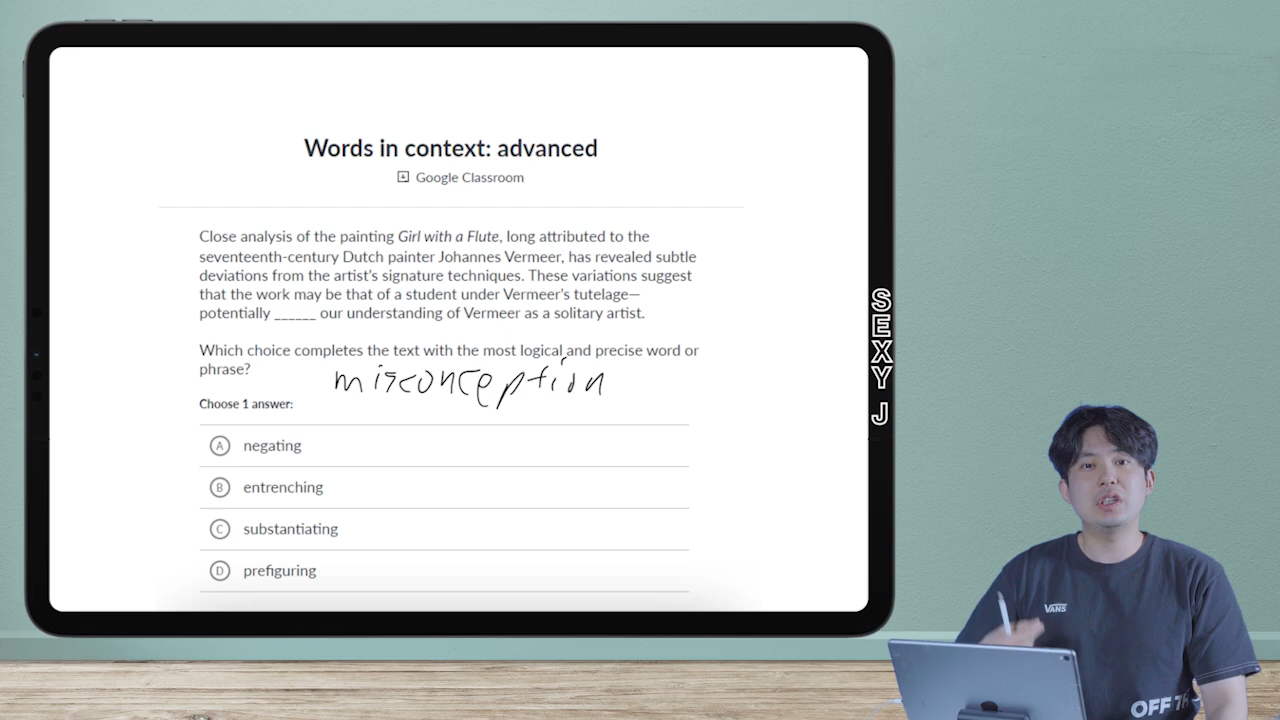 Words in context: advanced
Google Classroom
Close analysis of the painting Girl with a Flute, long attributed to the
seventeenth-century Dutch painter Johannes Vermeer, has revealed subtle
deviations from the artist's signature techniques. These variations suggest
that the work may be that of a student under Vermeer's tutelage—
potentially ______ our understanding of Vermeer as a solitary artist.
Which choice completes the text with the most logical and precise word or
phrase?
misconception
Choose 1 answer:
A negating
B entrenching
C substantiating
D prefiguring
SEXY J
VANS
OFF TH